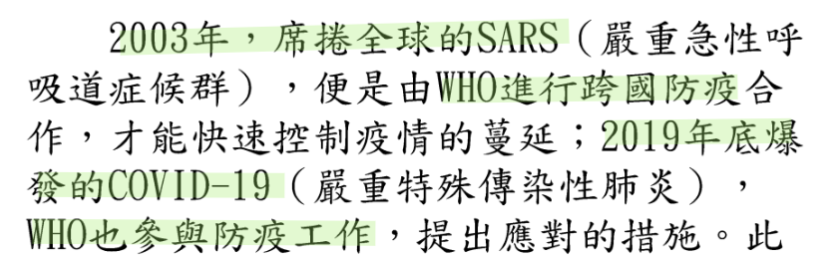 2003年，席捲全球的SARS（嚴重急性呼
吸道症候群），便是由WHO進行跨國防疫合
作，才能快速控制疫情的蔓延；2019年底爆
發的COVID-19（嚴重特殊傳染性肺炎），
WHO也參與防疫工作，提出應對的措施。此